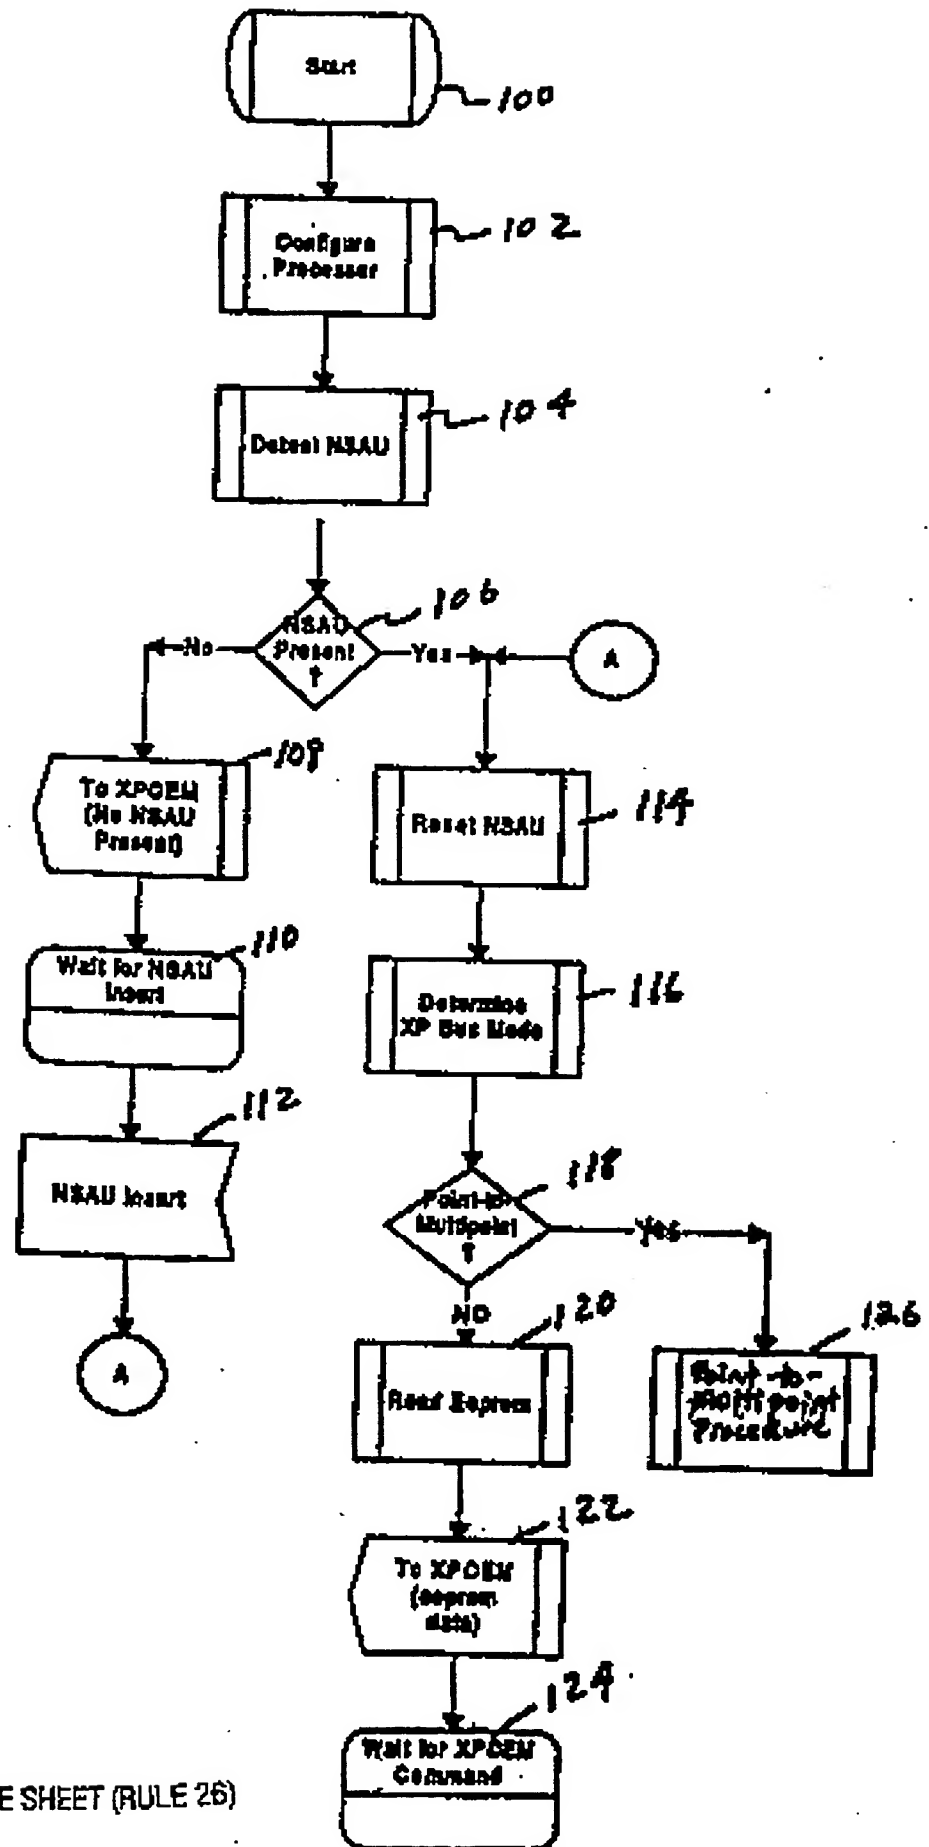 Start
100
Configure
Processor
102
Detect NSAU
104
NSAU
Present
?
106
No
Yes
A
To XPOEM
(No NSAU
Present)
108
Reset NSAU
114
Wait for NSAU
Insert
110
Determine
XP Bus Mode
116
NSAU Insert
112
Point-to
Multipoint
?
118
Yes
NO
A
Read Eeprom
120
Point-to-
Multipoint
Procedure
126
To XPOEM
(eeprom
data)
122
Wait for XPOEM
Command
124
E SHEET (RULE 26)